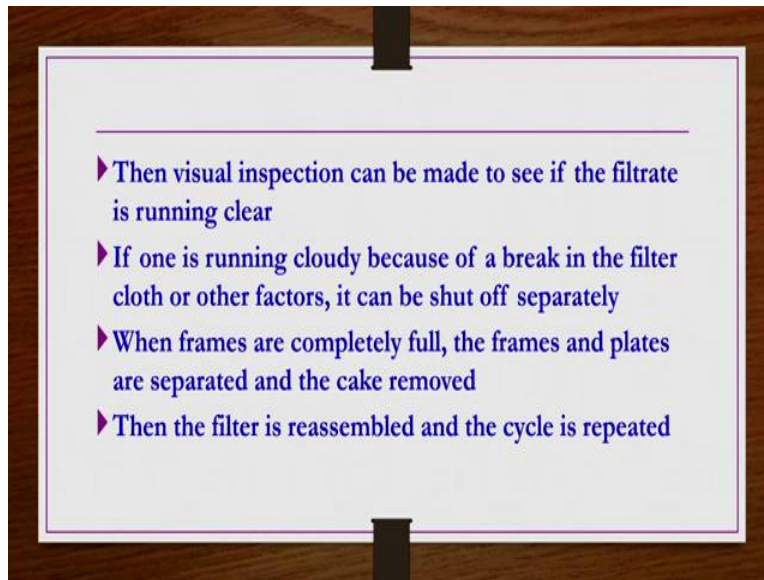 Then visual inspection can be made to see if the filtrate
is running clear
If one is running cloudy because of a break in the filter
cloth or other factors, it can be shut off separately
When frames are completely full, the frames and plates
are separated and the cake removed
Then the filter is reassembled and the cycle is repeated